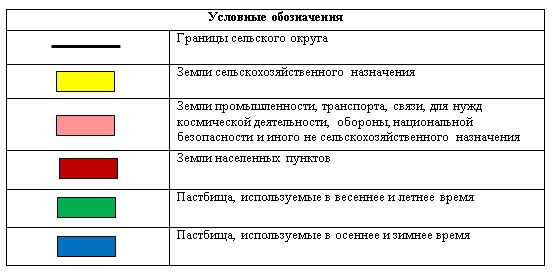 Условные обозначения
Границы сельского округа
Земли сельскохозяйственного назначения
Земли промышленности, транспорта, связи, для нужд
космической деятельности, обороны, национальной
безопасности и иного не сельскохозяйственного назначения
Земли населенных пунктов
Пастбища, используемые в весеннее и летнее время
Пастбища, используемые в осеннее и зимнее время